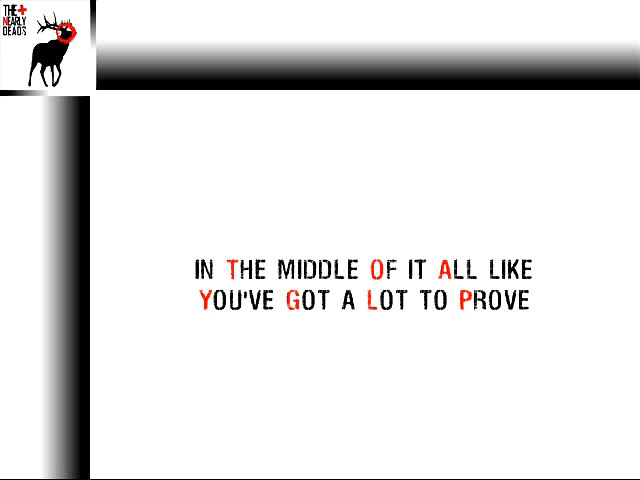 THE
NEARLY
DEADS
IN THE MIDDLE OF IT ALL LIKE
YOU'VE GOT A LOT TO PROVE